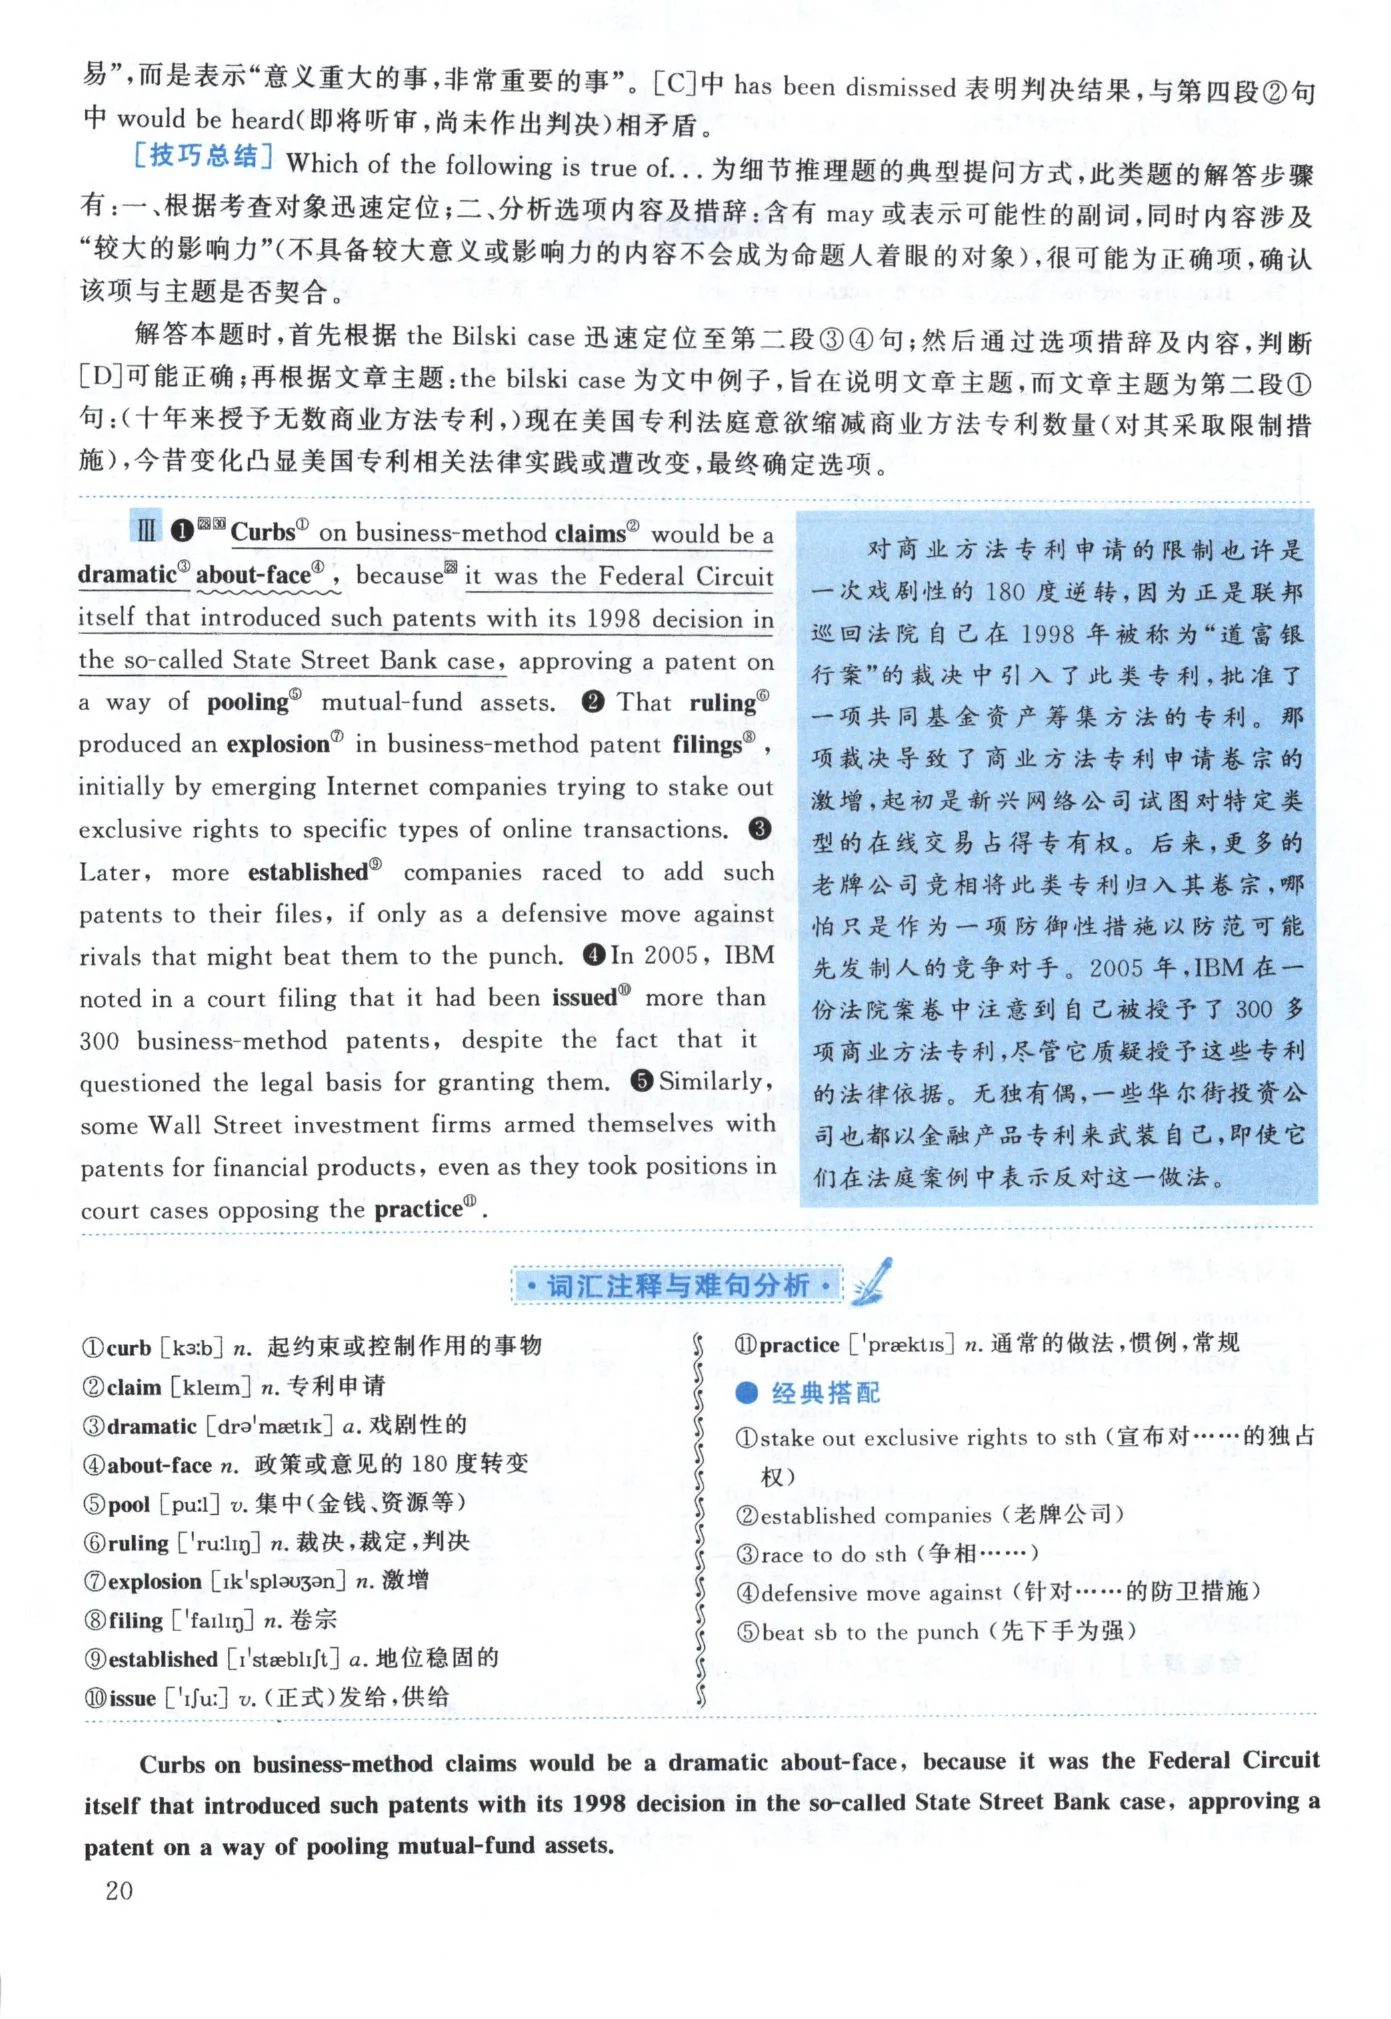 易”,而是表示“意义重大的事,非常重要的事”。[C]中 has been dismissed 表明判决结果,与第四段②句
中 would be heard(即将听审,尚未作出判决)相矛盾。
[技巧总结] Which of the following is true of... 为细节推理题的典型提问方式,此类题的解答步骤
有:一、根据考查对象迅速定位;二、分析选项内容及措辞:含有 may 或表示可能性的副词,同时内容涉及
“较大的影响力”(不具备较大意义或影响力的内容不会成为命题人着眼的对象),很可能为正确项,确认
该项与主题是否契合。
解答本题时,首先根据 the Bilski case 迅速定位至第二段③④句;然后通过选项措辞及内容,判断
[D]可能正确;再根据文章主题:the bilski case 为文中例子,旨在说明文章主题,而文章主题为第二段①
句:(十年来授予无数商业方法专利,)现在美国专利法庭意欲缩减商业方法专利数量(对其采取限制措
施),今昔变化凸显美国专利相关法律实践或遭改变,最终确定选项。
Ⅲ ❶28 30 Curbs① on business-method claims② would be a
dramatic③ about-face④, because28 it was the Federal Circuit
itself that introduced such patents with its 1998 decision in
the so-called State Street Bank case, approving a patent on
a way of pooling⑤ mutual-fund assets. ❷ That ruling⑥
produced an explosion⑦ in business-method patent filings⑧,
initially by emerging Internet companies trying to stake out
exclusive rights to specific types of online transactions. ❸
Later, more established⑨ companies raced to add such
patents to their files, if only as a defensive move against
rivals that might beat them to the punch. ❹In 2005, IBM
noted in a court filing that it had been issued⑩ more than
300 business-method patents, despite the fact that it
questioned the legal basis for granting them. ❺Similarly,
some Wall Street investment firms armed themselves with
patents for financial products, even as they took positions in
court cases opposing the practice⑪.
对商业方法专利申请的限制也许是
一次戏剧性的 180 度逆转,因为正是联邦
巡回法院自己在 1998 年被称为“道富银
行案”的裁决中引入了此类专利,批准了
一项共同基金资产筹集方法的专利。那
项裁决导致了商业方法专利申请卷宗的
激增,起初是新兴网络公司试图对特定类
型的在线交易占得专有权。后来,更多的
老牌公司竞相将此类专利归入其卷宗,哪
怕只是作为一项防御性措施以防范可能
先发制人的竞争对手。2005 年,IBM 在一
份法院案卷中注意到自己被授予了 300 多
项商业方法专利,尽管它质疑授予这些专利
的法律依据。无独有偶,一些华尔街投资公
司也都以金融产品专利来武装自己,即使它
们在法庭案例中表示反对这一做法。
·词汇注释与难句分析·
①curb [kɜːb] n. 起约束或控制作用的事物
②claim [kleɪm] n. 专利申请
③dramatic [drə'mætɪk] a. 戏剧性的
④about-face n. 政策或意见的 180 度转变
⑤pool [puːl] v. 集中(金钱、资源等)
⑥ruling ['ruːlɪŋ] n. 裁决,裁定,判决
⑦explosion [ɪk'spləʊʒən] n. 激增
⑧filing ['faɪlɪŋ] n. 卷宗
⑨established [ɪ'stæblɪʃt] a. 地位稳固的
⑩issue ['ɪʃuː] v. (正式)发给,供给
⑪practice ['præktɪs] n. 通常的做法,惯例,常规
● 经典搭配
①stake out exclusive rights to sth (宣布对……的独占
权)
②established companies (老牌公司)
③race to do sth (争相……)
④defensive move against (针对……的防卫措施)
⑤beat sb to the punch (先下手为强)
Curbs on business-method claims would be a dramatic about-face, because it was the Federal Circuit
itself that introduced such patents with its 1998 decision in the so-called State Street Bank case, approving a
patent on a way of pooling mutual-fund assets.
20